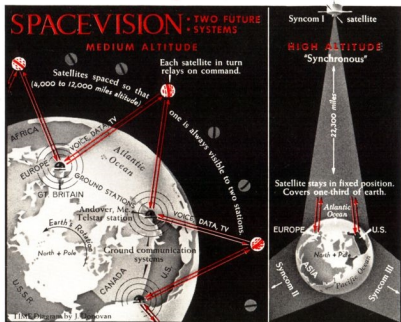 SPACEVISION • TWO FUTURE
• SYSTEMS
MEDIUM ALTITUDE
Satellites spaced so that
(4,000 to 12,000 miles altitude)
Each satellite in turn
relays on command.
one is always visible to two stations.
AFRICA
EUROPE
VOICE, DATA, TV
Atlantic
Ocean
GT. BRITAIN
GROUND STATIONS
Andover, Me.
Telstar station
VOICE, DATA, TV
Earth's Rotation
Ground communication
systems
North + Pole
U.S.S.R
CANADA
U.S.
TIME Diagram by J. Donovan
Syncom I
satellite
HIGH ALTITUDE
"Synchronous"
22,300 miles
Satellite stays in fixed position.
Covers one-third of earth.
Atlantic
Ocean
EUROPE
U.S.
North + Pole
ASIA
Pacific Ocean
Syncom II
Syncom III